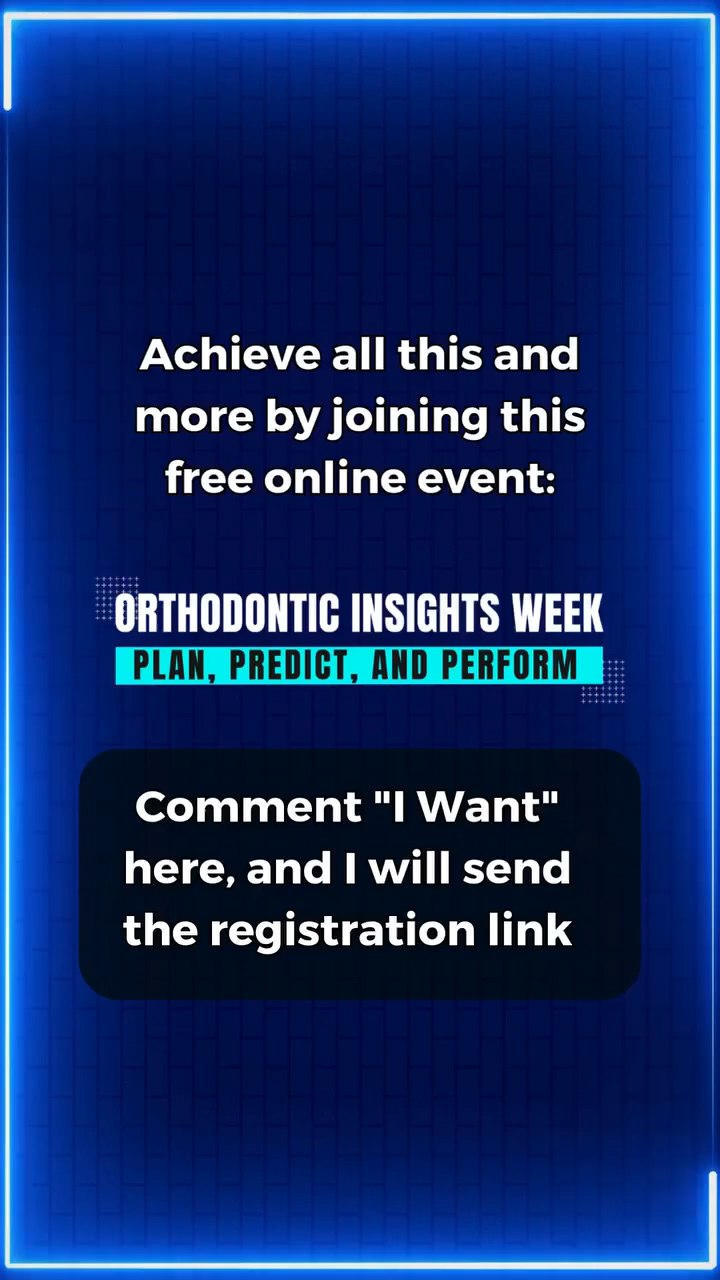 Achieve all this and
more by joining this
free online event:
ORTHODONTIC INSIGHTS WEEK
PLAN, PREDICT, AND PERFORM
Comment "I Want"
here, and I will send
the registration link